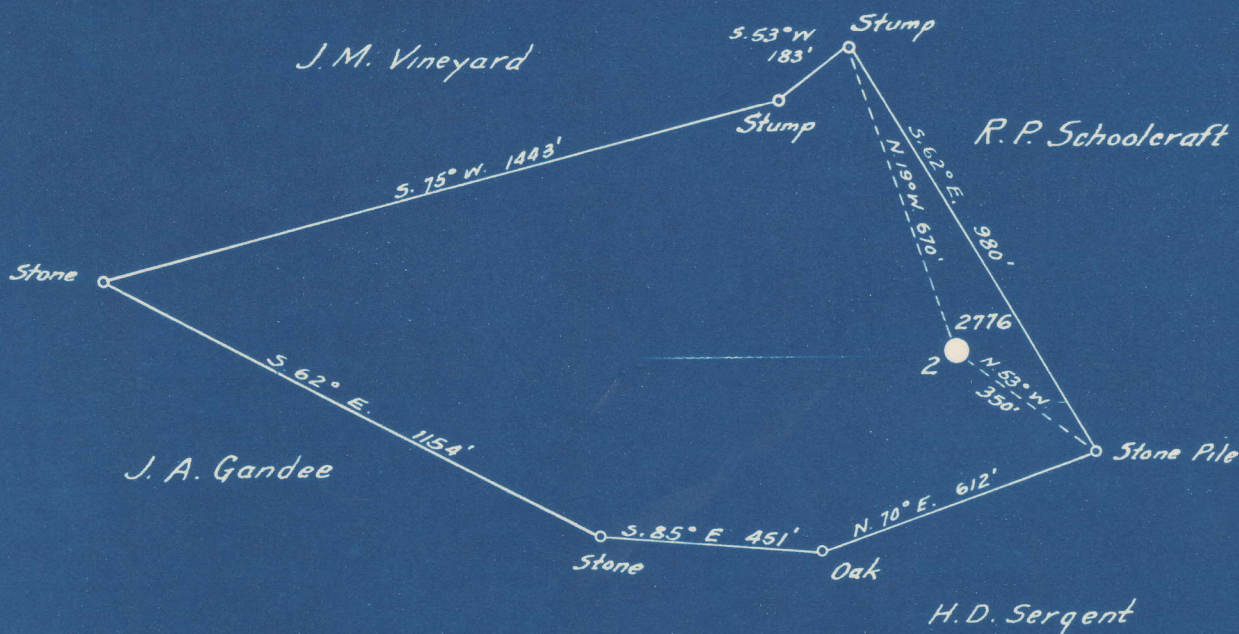 Stump
S. 53° W
183'
J. M. Vineyard
Stump
R. P. Schoolcraft
S. 75° W. 1443'
S. 62° E. 980'
N. 19° W. 670'
Stone
2776
2
N. 53° W.
350'
S. 62° E. 1154'
J. A. Gandee
Stone Pile
N. 70° E. 612'
S. 85° E 451'
Stone
Oak
H. D. Sergent